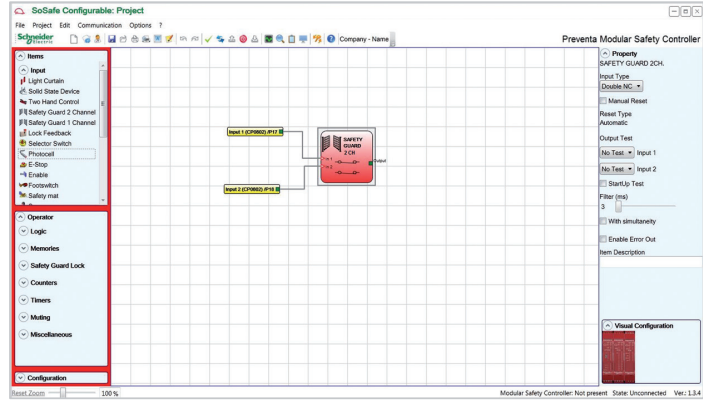 SoSafe Configurable: Project
File Project Edit Communication Options ?
Schneider Electric
Company - Name
Preventa Modular Safety Controller
Items
Input
Light Curtain
Solid State Device
Two Hand Control
Safety Guard 2 Channel
Safety Guard 1 Channel
Lock Feedback
Selector Switch
Photocell
E-Stop
Enable
Footswitch
Safety mat
Operator
Logic
Memories
Safety Guard Lock
Counters
Timers
Muting
Miscellaneous
Configuration
Input 1 (CP0802) /P17
Input 2 (CP0802) /P18
SAFETY
GUARD
2 CH
In 1
In 2
Output
Property
SAFETY GUARD 2CH.
Input Type
Double NC
Manual Reset
Reset Type
Automatic
Output Test
No Test Input 1
No Test Input 2
StartUp Test
Filter (ms)
3
With simultaneity
Enable Error Out
Item Description
Visual Configuration
Reset Zoom 100 %
Modular Safety Controller: Not present State: Unconnected Ver.: 1.3.4